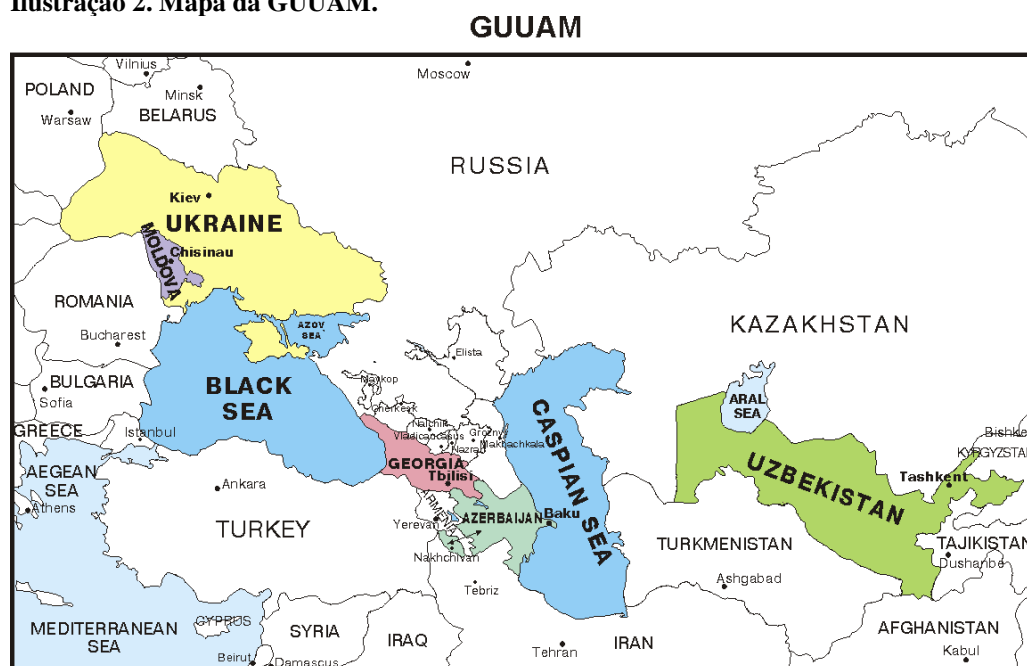 Ilustração 2. Mapa da GUUAM.
GUUAM
Vilnius
Moscow
POLAND
Minsk
Warsaw
BELARUS
RUSSIA
Kiev
UKRAINE
MOLDOVA
Chisinau
ROMANIA
AZOV
SEA
KAZAKHSTAN
Bucharest
Elista
BULGARIA
Sofia
BLACK
SEA
Maykop
Cherkesk
ARAL
SEA
CASPIAN SEA
GREECE
Istanbul
Nalchik
Vladicaucasus
Grozny
Makhachkala
Nazran
Bishkek
KYRGYZSTAN
AEGEAN
SEA
GEORGIA
Tbilisi
UZBEKISTAN
Tashkent
Ankara
Athens
ARMENIA
AZERBAIJAN
Baku
Yerevan
TURKEY
TURKMENISTAN
TAJIKISTAN
Nakhchivan
Dushanbe
Ashgabad
Tebriz
CYPRUS
MEDITERRANEAN
SEA
SYRIA
IRAQ
IRAN
AFGHANISTAN
Tehran
Kabul
Beirut
Damascus